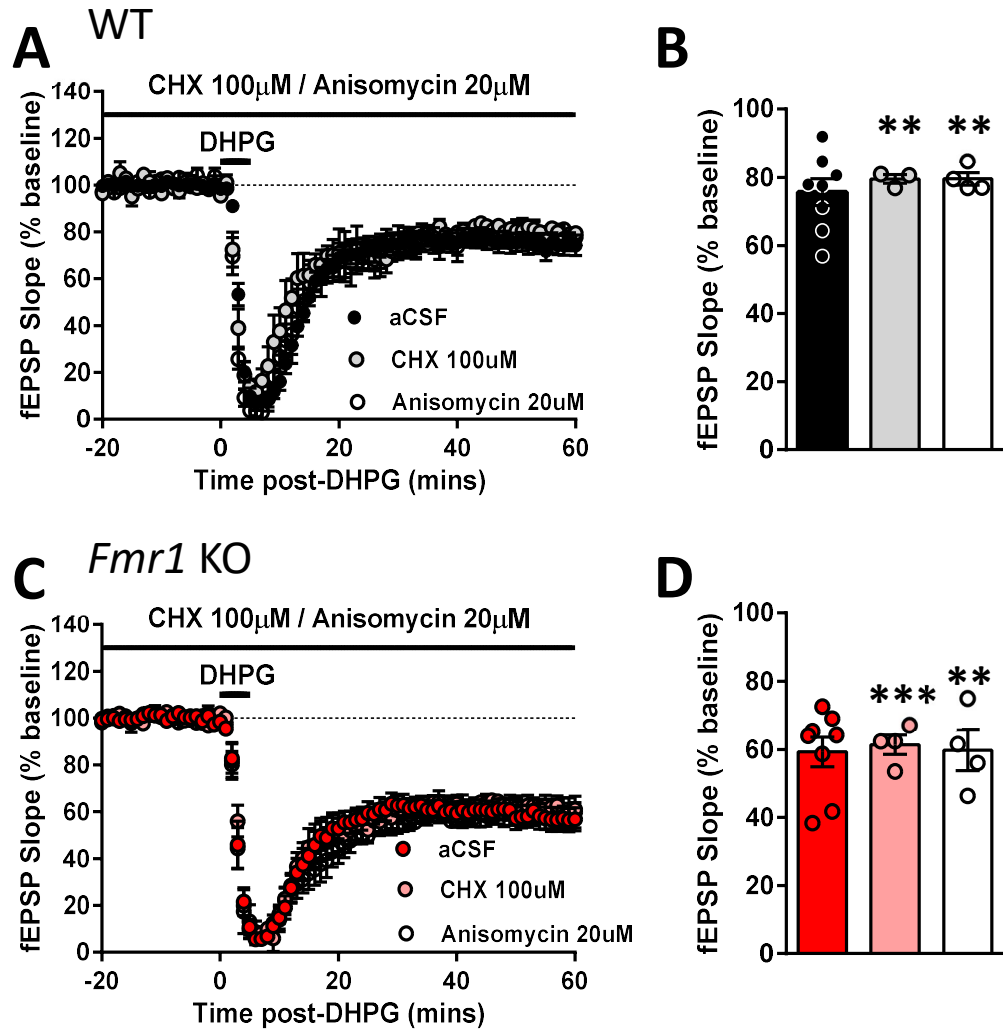 A WT
CHX 100μM / Anisomycin 20μM
DHPG
fEPSP Slope (% baseline)
140
120
100
80
60
40
20
0
aCSF
CHX 100uM
Anisomycin 20uM
-20 0 20 40 60
Time post-DHPG (mins)
B
fEPSP Slope (% baseline)
100
80
60
40
20
0
** **
C Fmr1 KO
CHX 100μM / Anisomycin 20μM
DHPG
fEPSP Slope (% baseline)
140
120
100
80
60
40
20
0
aCSF
CHX 100uM
Anisomycin 20uM
-20 0 20 40 60
Time post-DHPG (mins)
D
fEPSP Slope (% baseline)
100
80
60
40
20
0
*** **